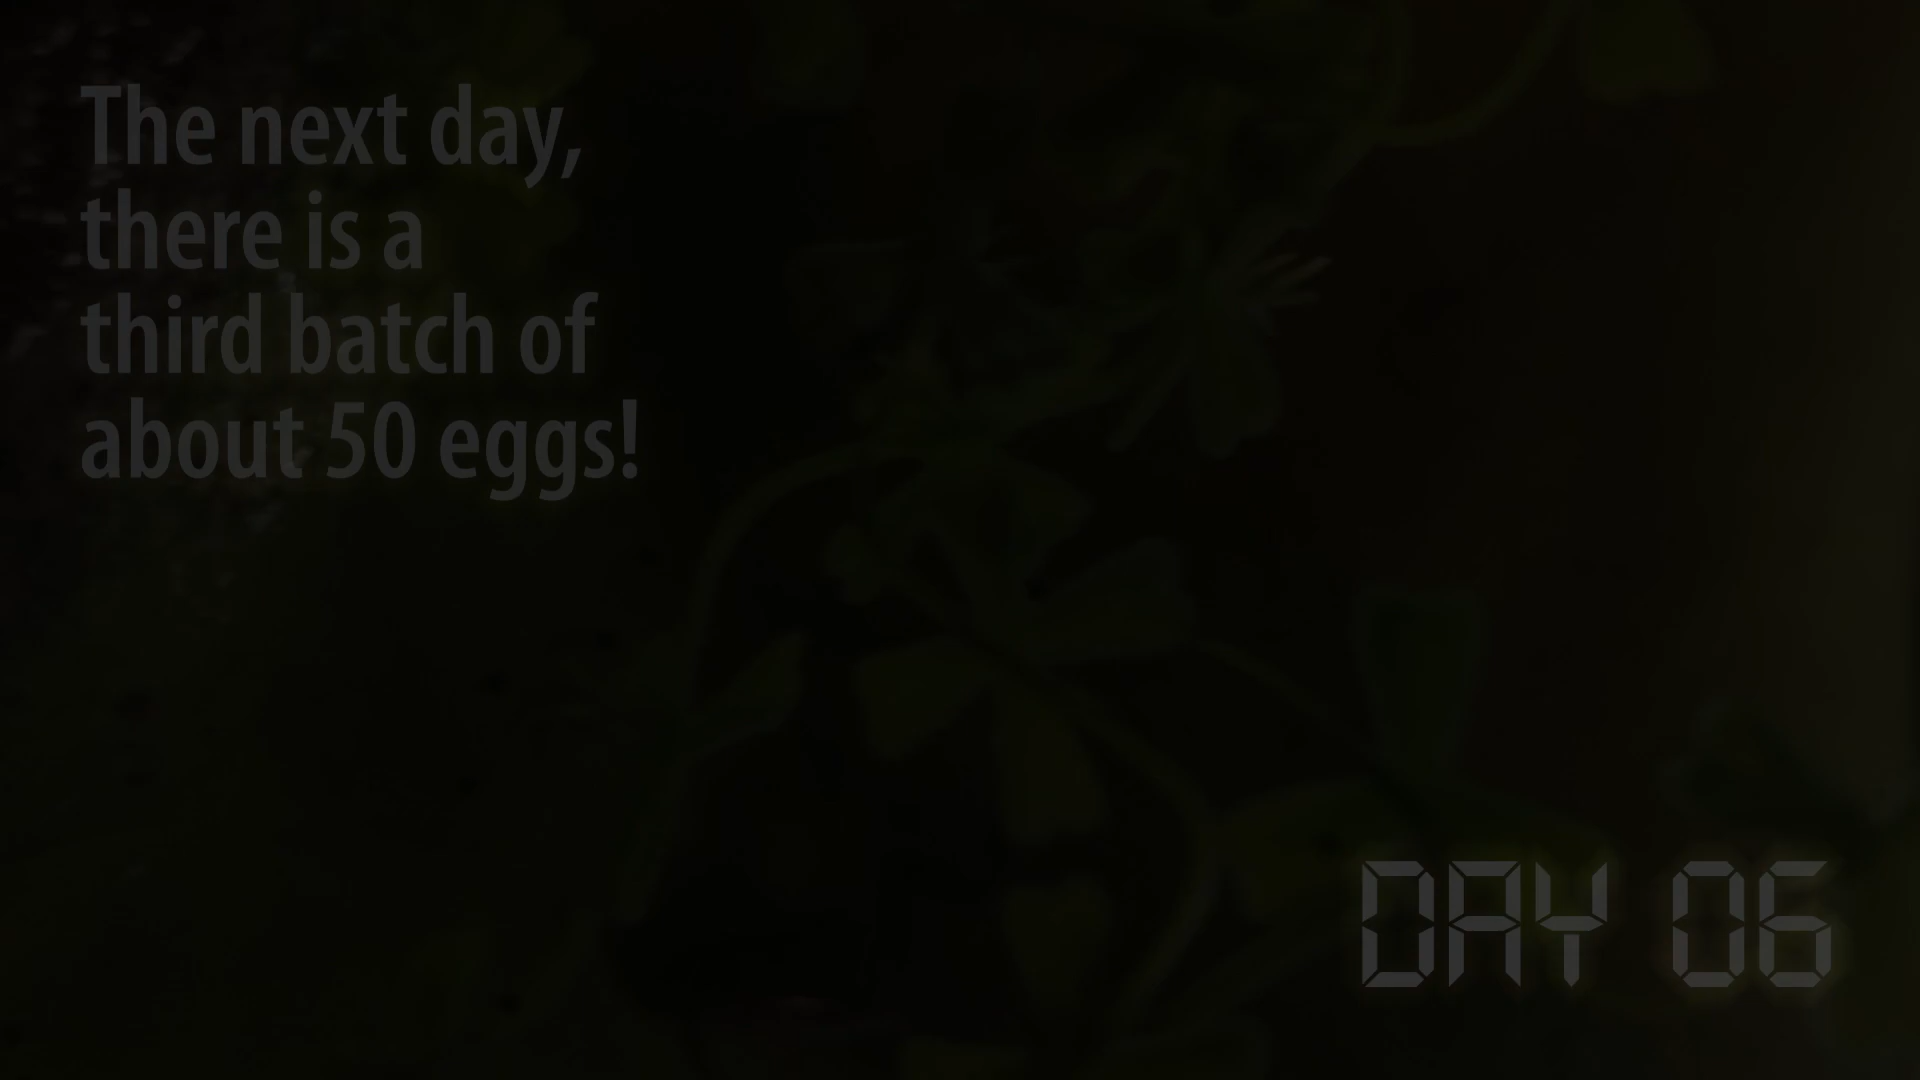 The next day,
there is a
third batch of
about 50 eggs!
DAY 06